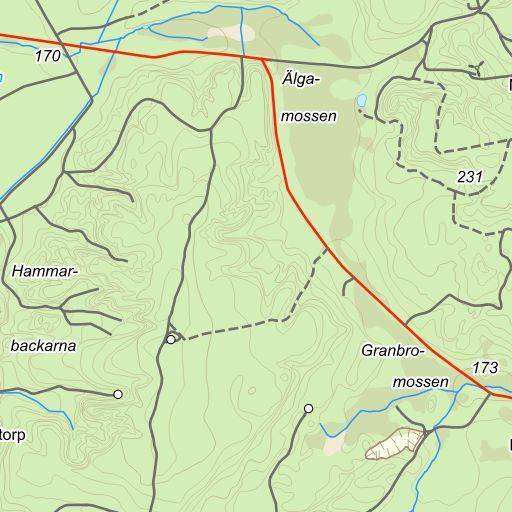 170
Älga-
mossen
231
Hammar-
backarna
Granbro-
mossen
173
torp